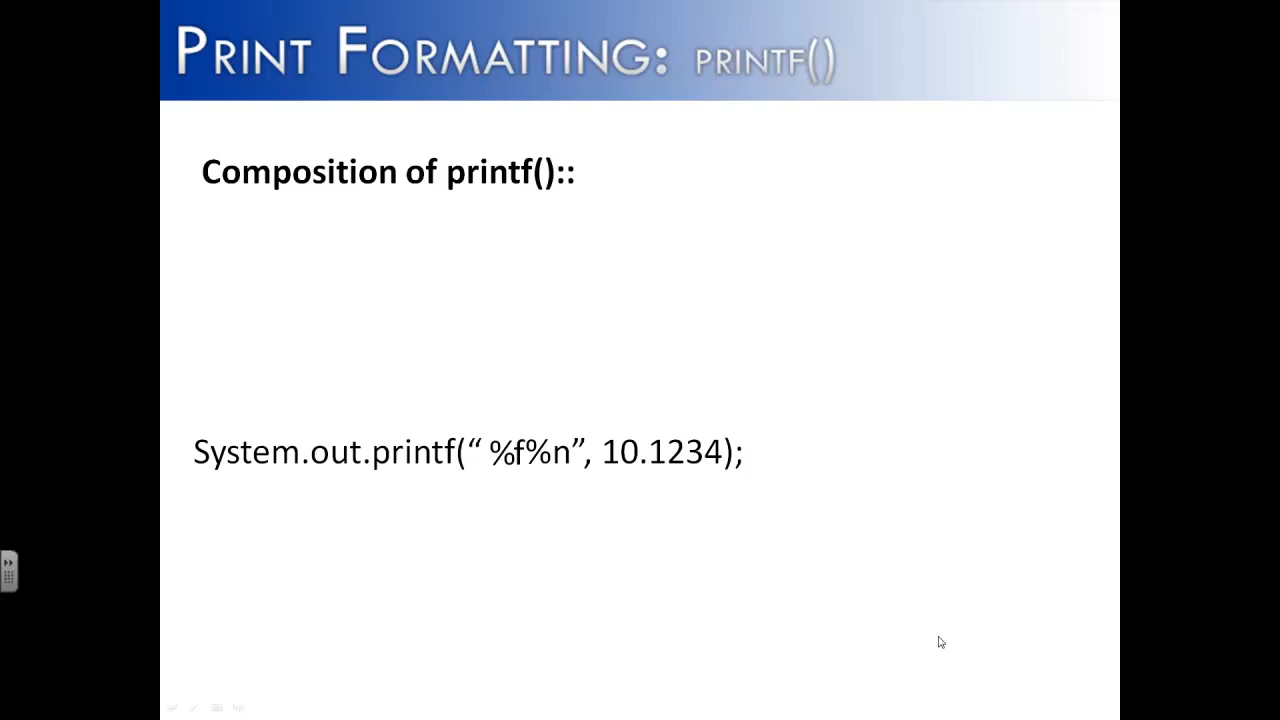 PRINT FORMATTING: PRINTF()
Composition of printf()::
System.out.printf(“ %f%n”, 10.1234);